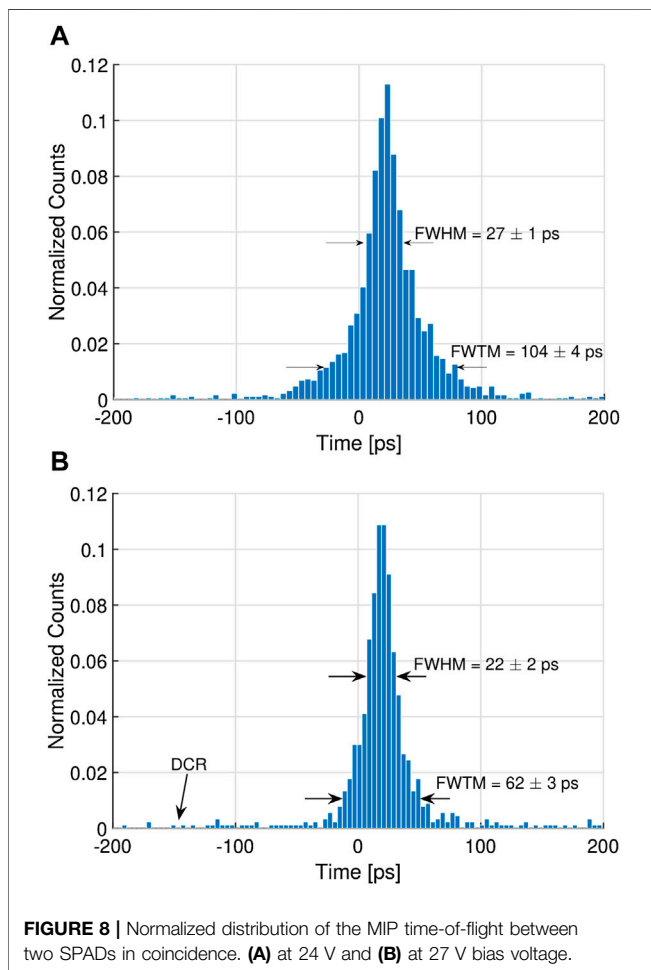 A
0.12
0.1
0.08
0.06
0.04
0.02
0
Normalized Counts
FWHM = 27 ± 1 ps
FWTM = 104 ± 4 ps
-200 -100 0 100 200
Time [ps]
B
0.12
0.1
0.08
0.06
0.04
0.02
0
Normalized Counts
FWHM = 22 ± 2 ps
DCR
FWTM = 62 ± 3 ps
-200 -100 0 100 200
Time [ps]
FIGURE 8 | Normalized distribution of the MIP time-of-flight between
two SPADs in coincidence. (A) at 24 V and (B) at 27 V bias voltage.